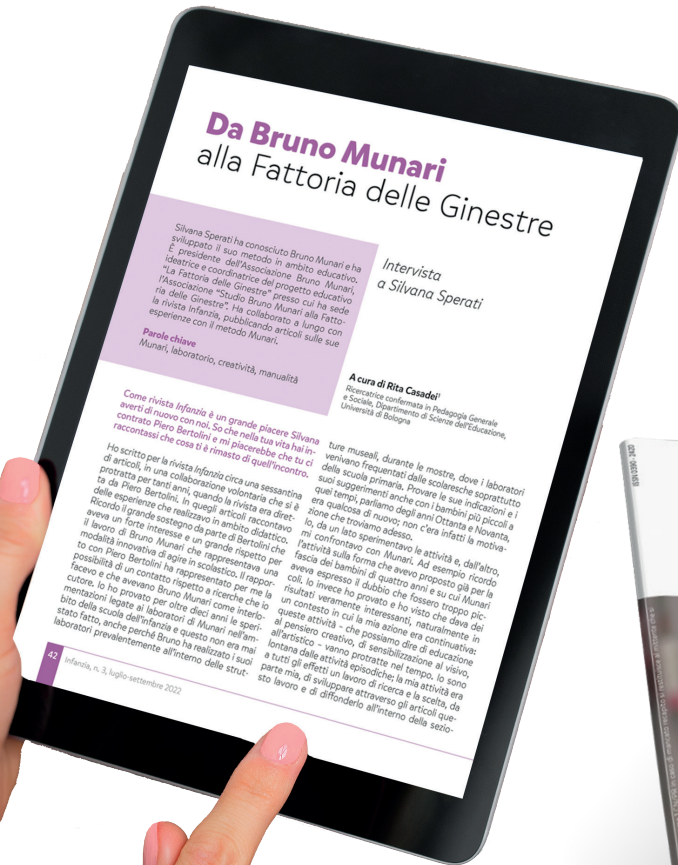 Da Bruno Munari
alla Fattoria delle Ginestre
Silvana Sperati ha conosciuto Bruno Munari e ha
sviluppato il suo metodo in ambito educativo.
È presidente dell'Associazione Bruno Munari,
ideatrice e coordinatrice del progetto educativo
"La Fattoria delle Ginestre" presso cui ha sede
l'Associazione "Studio Bruno Munari alla Fatto-
ria delle Ginestre". Ha collaborato a lungo con
la rivista Infanzia, pubblicando articoli sulle sue
esperienze con il metodo Munari.
Parole chiave
Munari, laboratorio, creatività, manualità
Intervista
a Silvana Sperati
A cura di Rita Casadei¹
Ricercatrice confermata in Pedagogia Generale
e Sociale, Dipartimento di Scienze dell'Educazione,
Università di Bologna
Come rivista Infanzia è un grande piacere Silvana
averti di nuovo con noi. So che nella tua vita hai in-
contrato Piero Bertolini e mi piacerebbe che tu ci
raccontassi che cosa ti è rimasto di quell'incontro.
Ho scritto per la rivista Infanzia circa una sessantina
di articoli, in una collaborazione volontaria che si è
protratta per tanti anni, quando la rivista era diret-
ta da Piero Bertolini. In quegli articoli raccontavo
delle esperienze che realizzavo in ambito didattico.
Ricordo il grande sostegno da parte di Bertolini che
aveva un forte interesse e un grande rispetto per
il lavoro di Bruno Munari che rappresentava una
modalità innovativa di agire in scolastico. Il rappor-
to con Piero Bertolini ha rappresentato per me la
possibilità di un contatto rispetto a ricerche che io
facevo e che avevano Bruno Munari come interlo-
cutore. Io ho provato per oltre dieci anni le speri-
mentazioni legate ai laboratori di Munari nell'am-
bito della scuola dell'infanzia e questo non era mai
stato fatto, anche perché Bruno ha realizzato i suoi
laboratori prevalentemente all'interno delle strut-
ture museali, durante le mostre, dove i laboratori
venivano frequentati dalle scolaresche soprattutto
della scuola primaria. Provare le sue indicazioni e i
suoi suggerimenti anche con i bambini più piccoli a
quei tempi, parliamo degli anni Ottanta e Novanta,
era qualcosa di nuovo; non c'era infatti la motiva-
zione che troviamo adesso.
Io, da un lato sperimentavo le attività e, dall'altro,
mi confrontavo con Munari. Ad esempio ricordo
l'attività sulla forma che avevo proposto già per la
fascia dei bambini di quattro anni e su cui Munari
aveva espresso il dubbio che fossero troppo pic-
coli. Io invece ho provato e ho visto che dava dei
risultati veramente interessanti, naturalmente in
un contesto in cui la mia azione era continuativa:
queste attività - che possiamo dire di educazione
al pensiero creativo, di sensibilizzazione al visivo,
all'artistico - vanno protratte nel tempo. Io sono
lontana dalle attività episodiche; la mia attività era
a tutti gli effetti un lavoro di ricerca e la scelta, da
parte mia, di sviluppare attraverso gli articoli que-
sto lavoro e di diffonderlo all'interno della sezio-
42
Infanzia, n. 3, luglio-settembre 2022